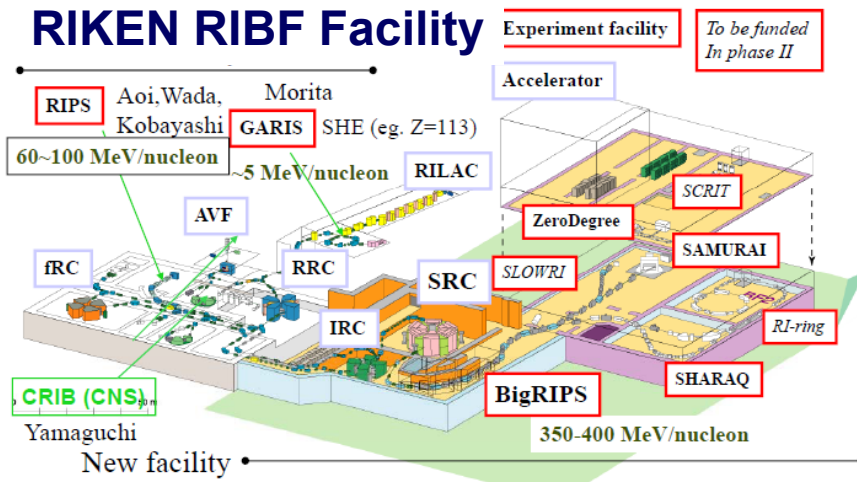 RIKEN RIBF Facility
Experiment facility
To be funded
In phase II
Accelerator
RIPS
Aoi,Wada,
Kobayashi
Morita
GARIS
SHE (eg. Z=113)
60~100 MeV/nucleon
~5 MeV/nucleon
RILAC
SCRIT
AVF
ZeroDegree
SAMURAI
fRC
RRC
SLOWRI
SRC
IRC
RI-ring
SHARAQ
CRIB (CNS)
BigRIPS
Yamaguchi
350-400 MeV/nucleon
New facility